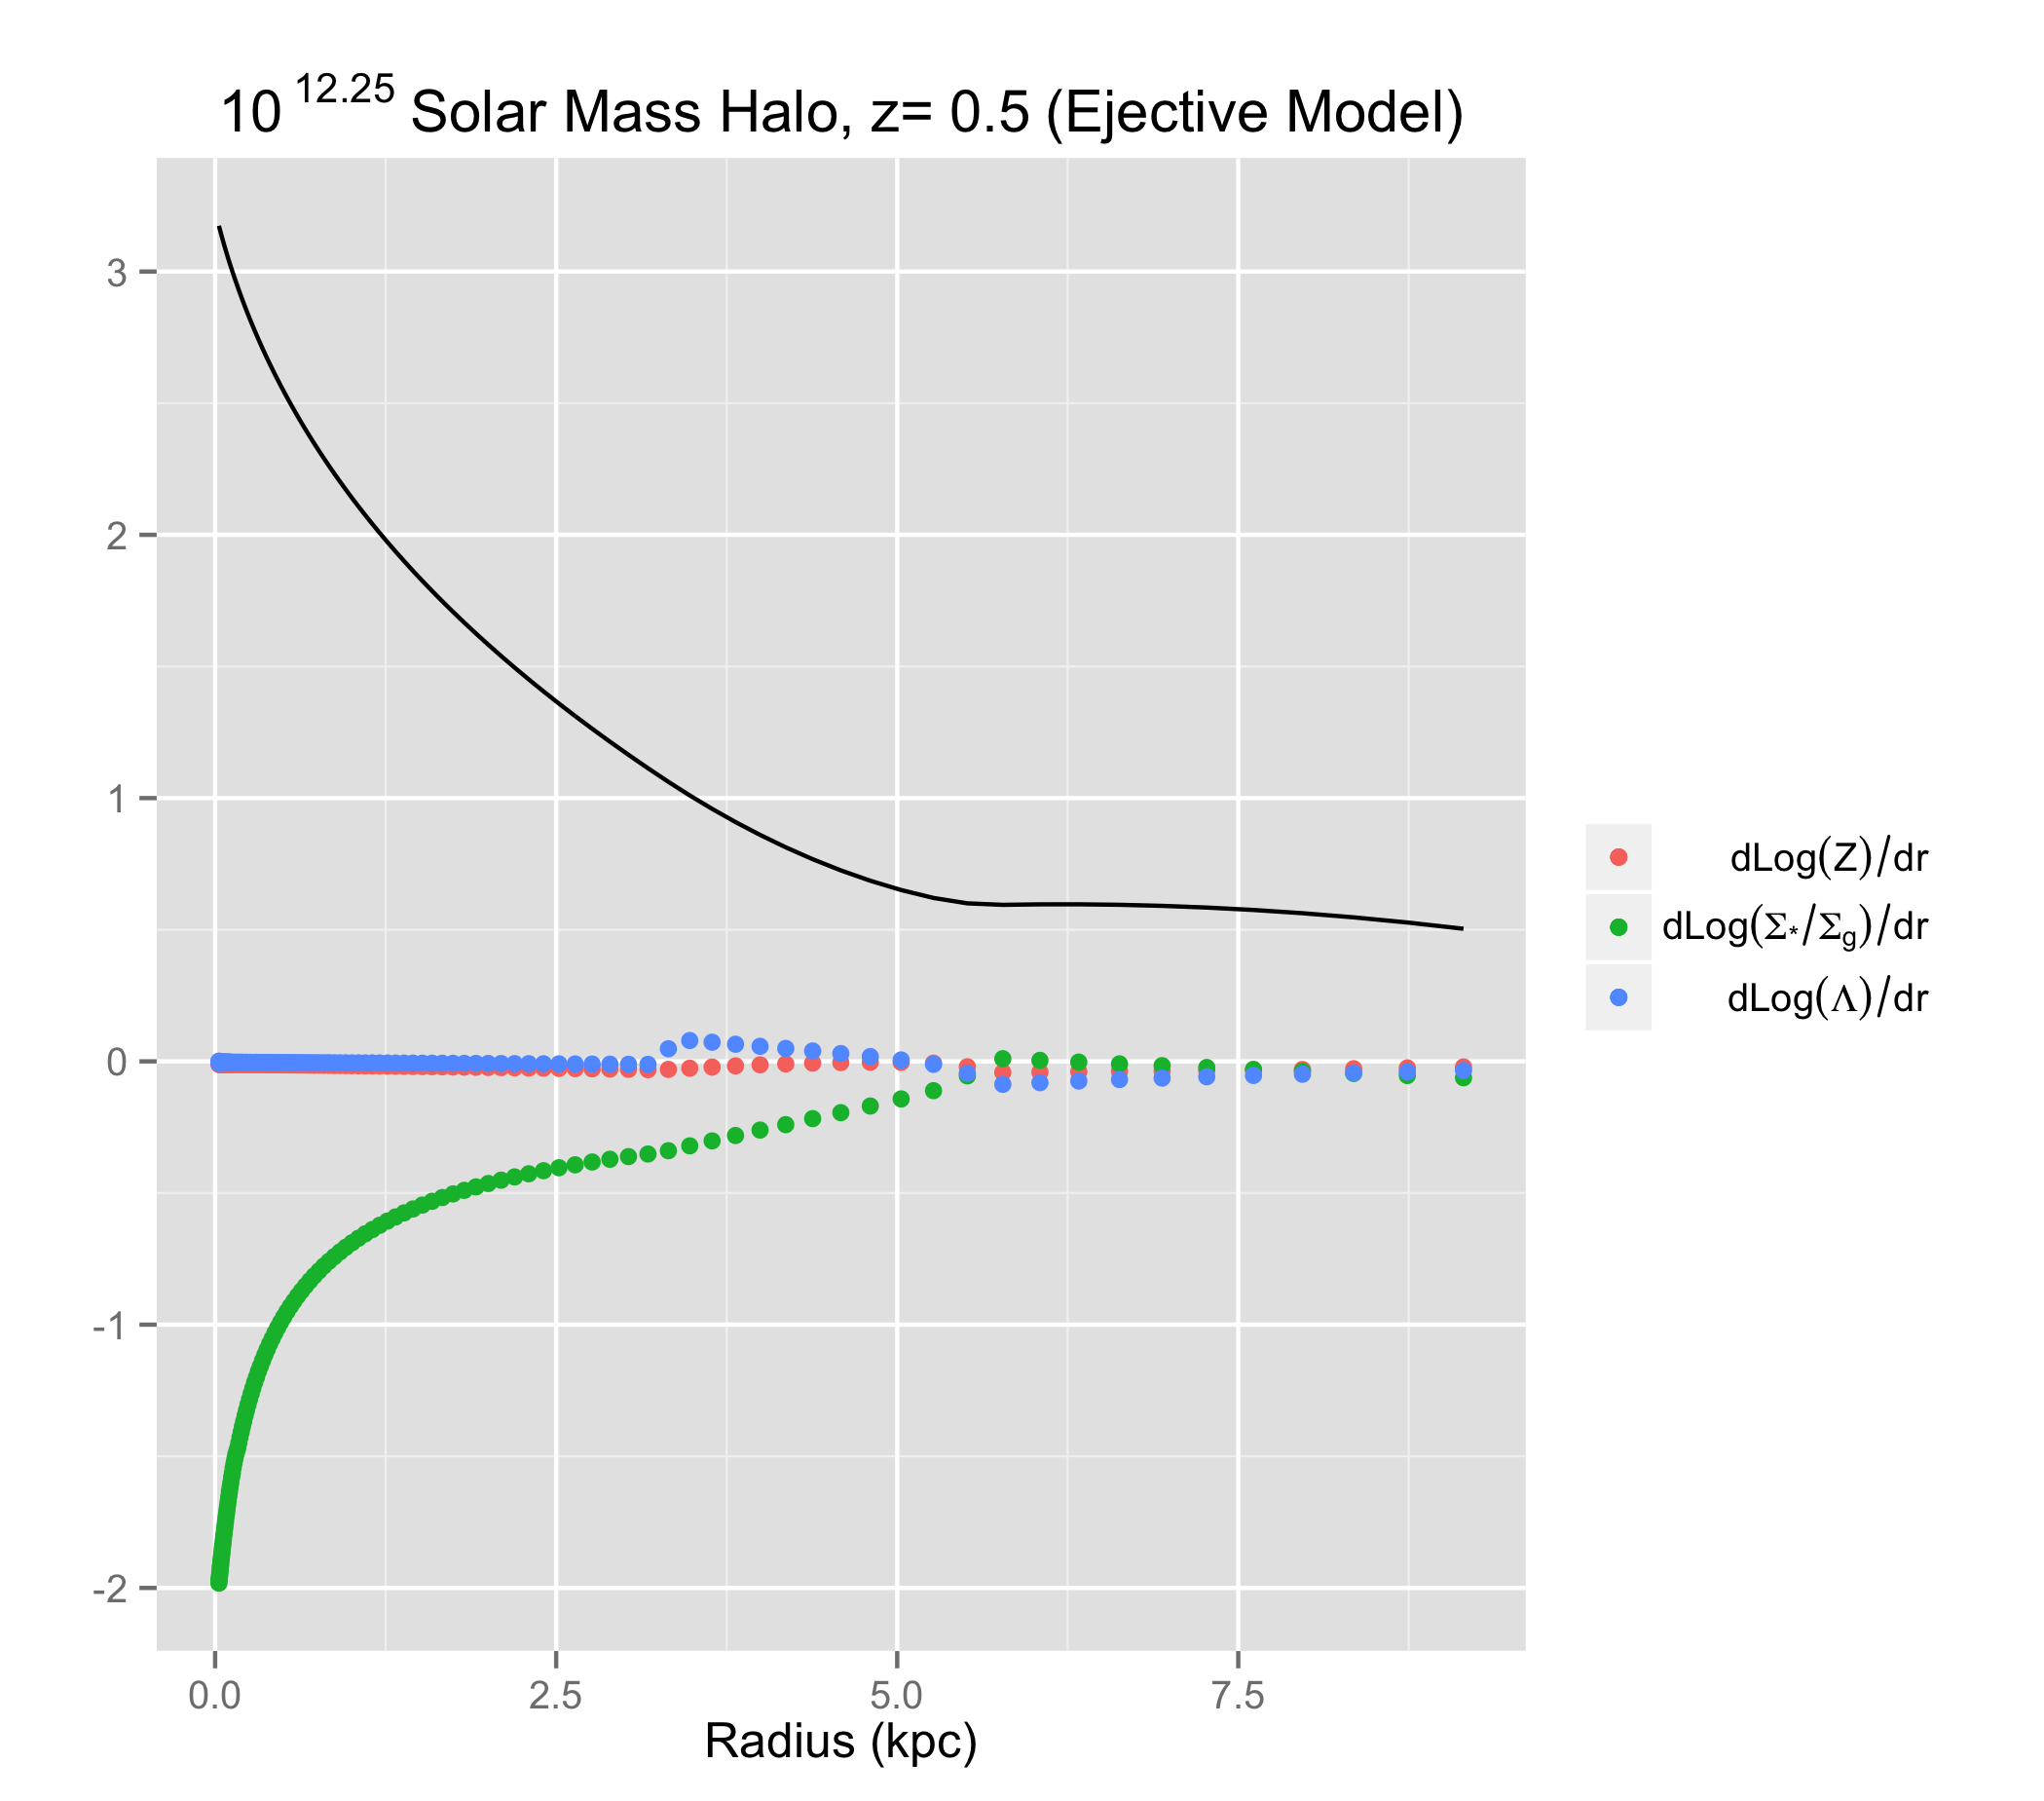 10^12.25 Solar Mass Halo, z= 0.5 (Ejective Model)
3
2
1
0
-1
-2
0.0 2.5 5.0 7.5
Radius (kpc)
dLog(Z)/dr
dLog(Σ*/Σg)/dr
dLog(Λ)/dr